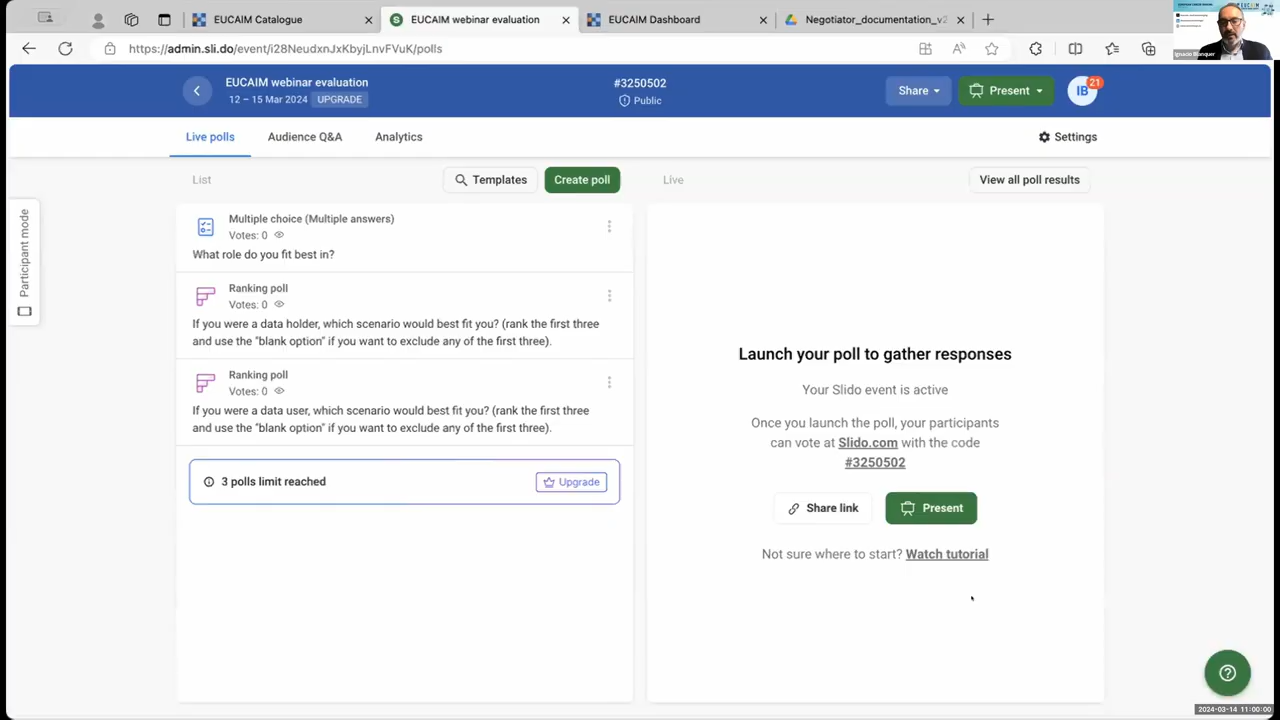 EUCAIM Catalogue
EUCAIM webinar evaluation
EUCAIM Dashboard
Negotiator_documentation_v2
https://admin.sli.do/event/i28NeudxnJxKbyjLnvFVuK/polls
Ignacio Blanquer
EUCAIM webinar evaluation
12 – 15 Mar 2024 UPGRADE
#3250502
Public
Share
Present
IB
21
Live polls
Audience Q&A
Analytics
Settings
List
Templates
Create poll
Live
View all poll results
Participant mode
Multiple choice (Multiple answers)
Votes: 0
What role do you fit best in?
Ranking poll
Votes: 0
If you were a data holder, which scenario would best fit you? (rank the first three
and use the "blank option" if you want to exclude any of the first three).
Ranking poll
Votes: 0
If you were a data user, which scenario would best fit you? (rank the first three
and use the "blank option" if you want to exclude any of the first three).
3 polls limit reached
Upgrade
Launch your poll to gather responses
Your Slido event is active
Once you launch the poll, your participants
can vote at Slido.com with the code
#3250502
Share link
Present
Not sure where to start? Watch tutorial
2024-03-14 11:00:00